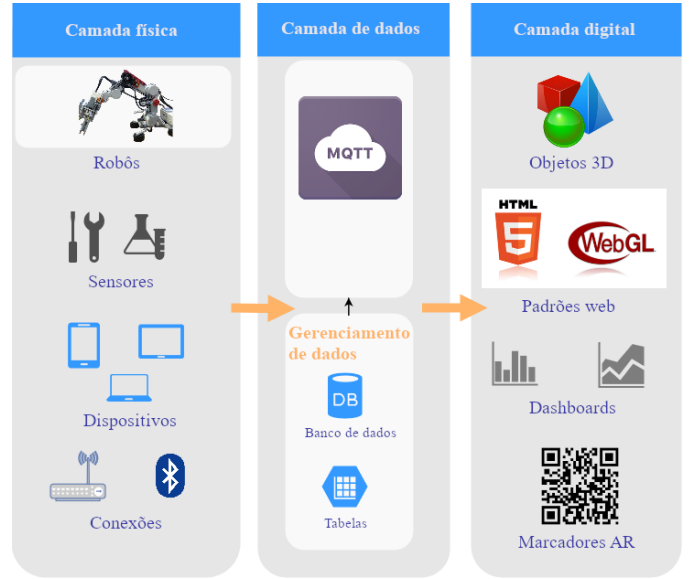 Camada física
Robôs
Sensores
Dispositivos
Conexões
Camada de dados
MQTT
Gerenciamento
de dados
DB
Banco de dados
Tabelas
Camada digital
Objetos 3D
HTML
5
WebGL
Padrões web
Dashboards
Marcadores AR